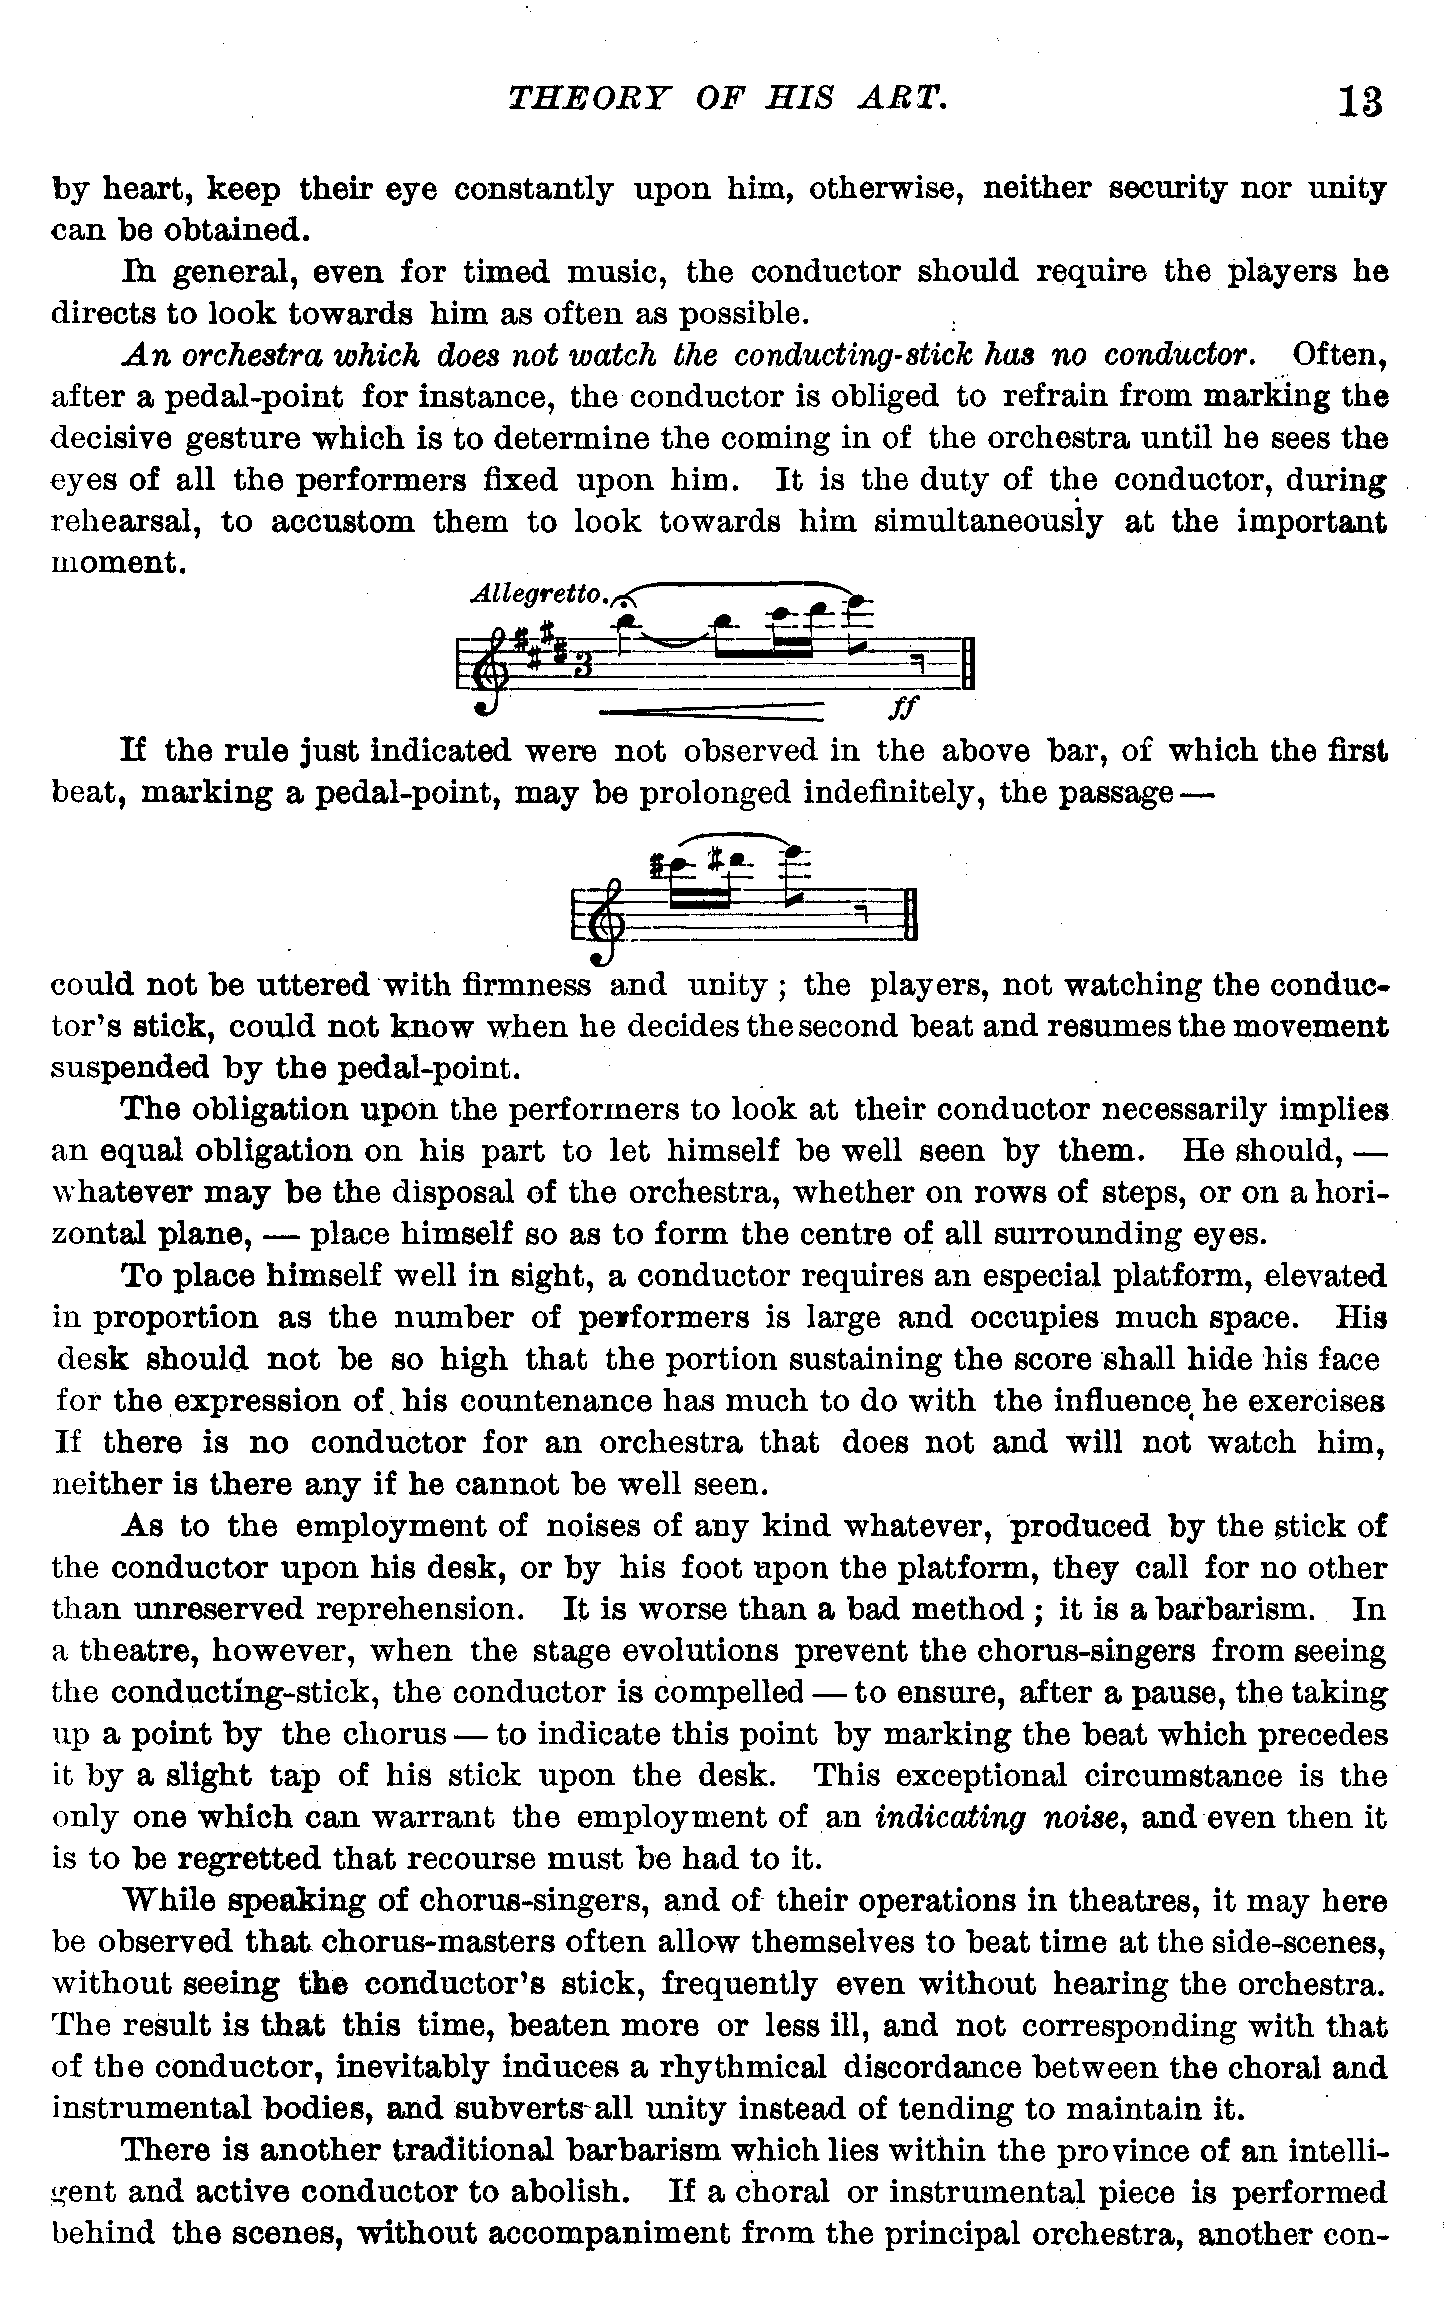 THEORY OF HIS ART. 13
by heart, keep their eye constantly upon him, otherwise, neither security nor unity
can be obtained.
In general, even for timed music, the conductor should require the players he
directs to look towards him as often as possible.
An orchestra which does not watch the conducting-stick has no conductor. Often,
after a pedal-point for instance, the conductor is obliged to refrain from marking the
decisive gesture which is to determine the coming in of the orchestra until he sees the
eyes of all the performers fixed upon him. It is the duty of the conductor, during
rehearsal, to accustom them to look towards him simultaneously at the important
moment.
Allegretto.
3
ff
If the rule just indicated were not observed in the above bar, of which the first
beat, marking a pedal-point, may be prolonged indefinitely, the passage—
could not be uttered with firmness and unity; the players, not watching the conduc-
tor's stick, could not know when he decides the second beat and resumes the movement
suspended by the pedal-point.
The obligation upon the performers to look at their conductor necessarily implies
an equal obligation on his part to let himself be well seen by them. He should,—
whatever may be the disposal of the orchestra, whether on rows of steps, or on a hori-
zontal plane,— place himself so as to form the centre of all surrounding eyes.
To place himself well in sight, a conductor requires an especial platform, elevated
in proportion as the number of performers is large and occupies much space. His
desk should not be so high that the portion sustaining the score shall hide his face
for the expression of his countenance has much to do with the influence he exercises
If there is no conductor for an orchestra that does not and will not watch him,
neither is there any if he cannot be well seen.
As to the employment of noises of any kind whatever, produced by the stick of
the conductor upon his desk, or by his foot upon the platform, they call for no other
than unreserved reprehension. It is worse than a bad method; it is a barbarism. In
a theatre, however, when the stage evolutions prevent the chorus-singers from seeing
the conducting-stick, the conductor is compelled — to ensure, after a pause, the taking
up a point by the chorus — to indicate this point by marking the beat which precedes
it by a slight tap of his stick upon the desk. This exceptional circumstance is the
only one which can warrant the employment of an indicating noise, and even then it
is to be regretted that recourse must be had to it.
While speaking of chorus-singers, and of their operations in theatres, it may here
be observed that chorus-masters often allow themselves to beat time at the side-scenes,
without seeing the conductor's stick, frequently even without hearing the orchestra.
The result is that this time, beaten more or less ill, and not corresponding with that
of the conductor, inevitably induces a rhythmical discordance between the choral and
instrumental bodies, and subverts all unity instead of tending to maintain it.
There is another traditional barbarism which lies within the province of an intelli-
gent and active conductor to abolish. If a choral or instrumental piece is performed
behind the scenes, without accompaniment from the principal orchestra, another con-